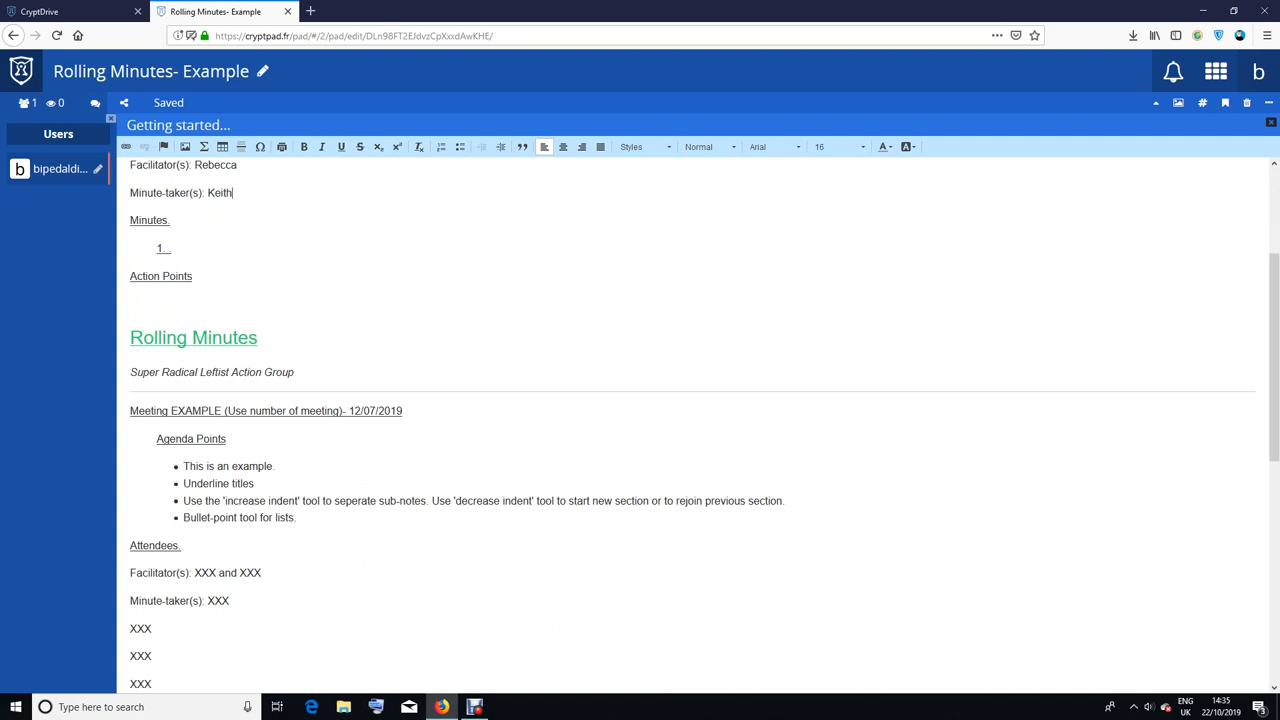 CryptDrive
Rolling Minutes- Example
https://cryptpad.fr/pad/#/2/pad/edit/DLn98FT2EJdvzCpXxxdAwKHE/
Rolling Minutes- Example
b
1 0
Saved
Users
bipedaldi...
b
Getting started...
B I U S x₂ x² Tx
Styles Normal Arial 16 A A
Facilitator(s): Rebecca
Minute-taker(s): Keith
Minutes.
1. .
Action Points
Rolling Minutes
Super Radical Leftist Action Group
Meeting EXAMPLE (Use number of meeting)- 12/07/2019
Agenda Points
This is an example.
Underline titles
Use the 'increase indent' tool to seperate sub-notes. Use 'decrease indent' tool to start new section or to rejoin previous section.
Bullet-point tool for lists.
Attendees.
Facilitator(s): XXX and XXX
Minute-taker(s): XXX
XXX
XXX
XXX
Type here to search
ENG
UK
14:35
22/10/2019
3